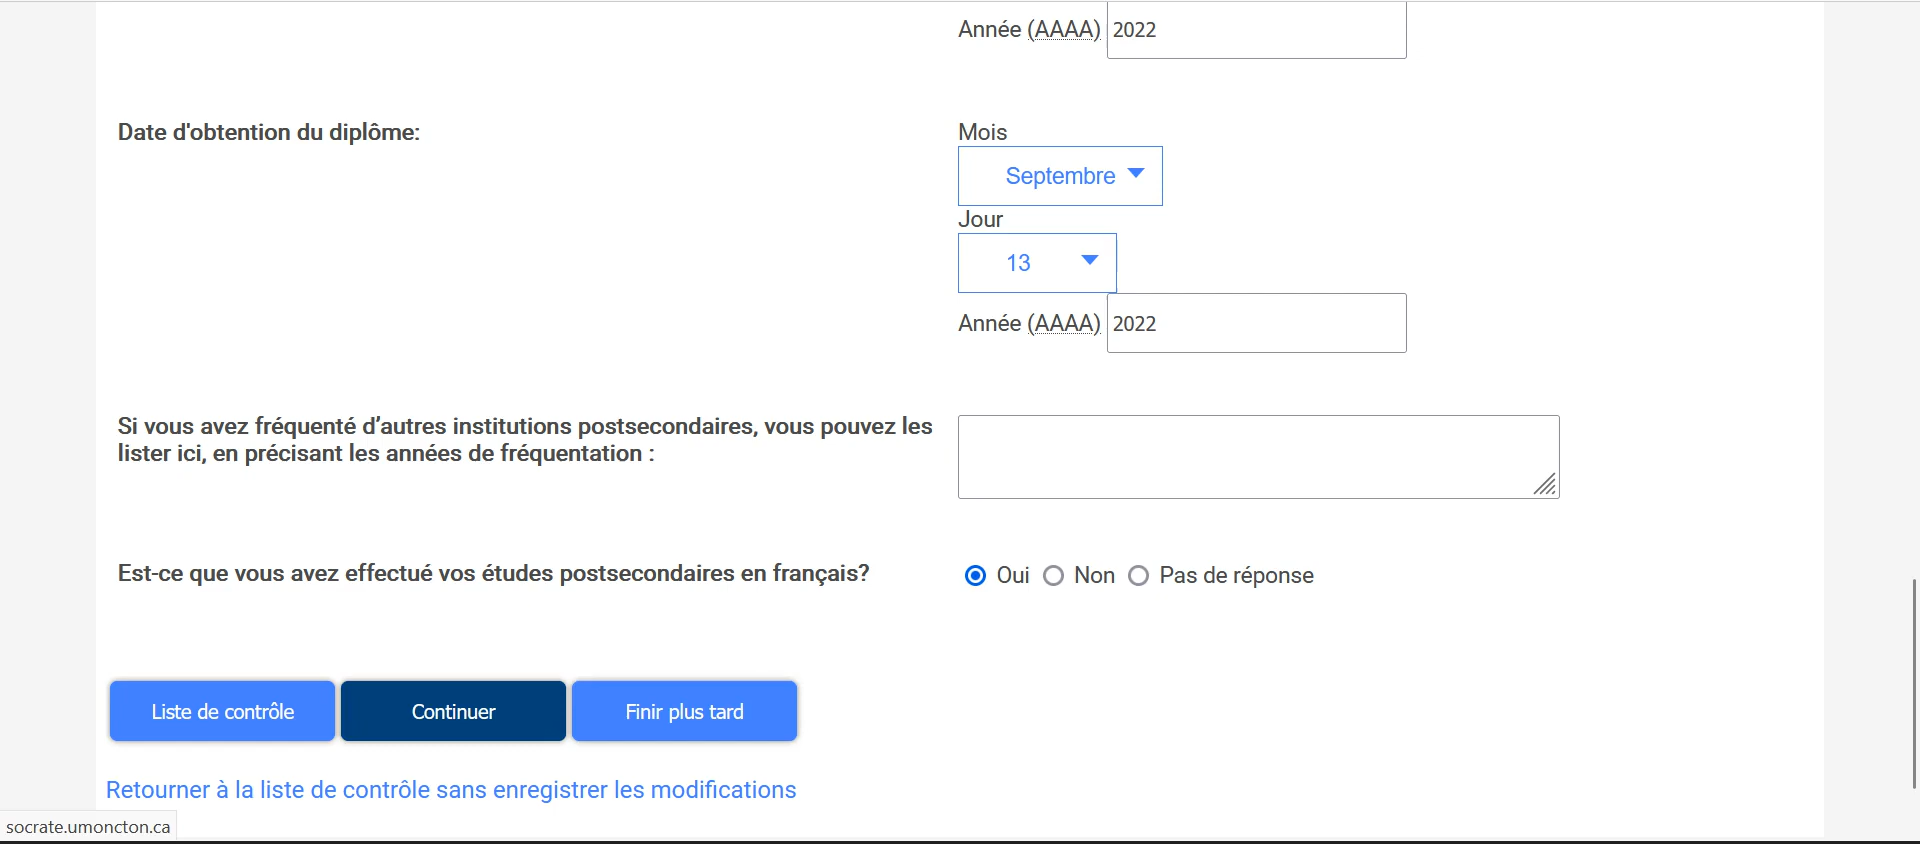 Année (AAAA) 2022
Date d'obtention du diplôme:
Mois
Septembre
Jour
13
Année (AAAA) 2022
Si vous avez fréquenté d’autres institutions postsecondaires, vous pouvez les
lister ici, en précisant les années de fréquentation :
Est-ce que vous avez effectué vos études postsecondaires en français?
Oui Non Pas de réponse
Liste de contrôle Continuer Finir plus tard
Retourner à la liste de contrôle sans enregistrer les modifications
socrate.umoncton.ca